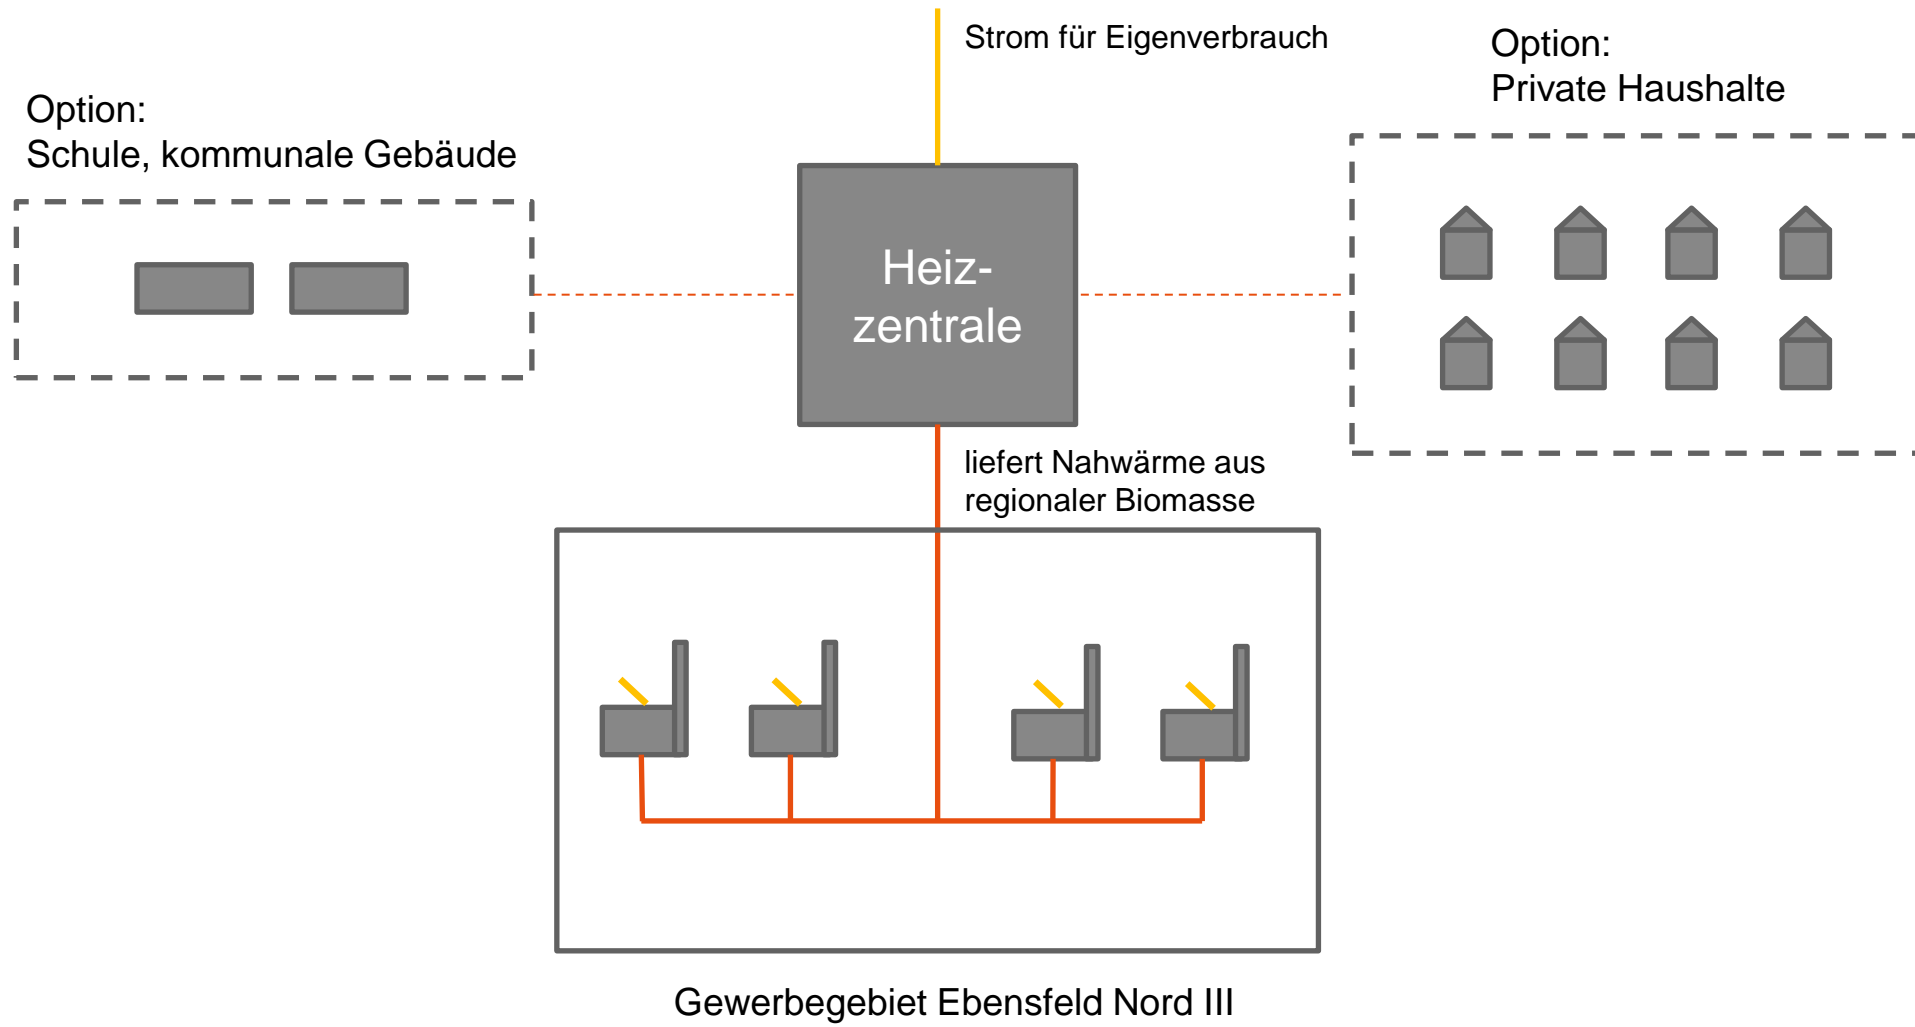 Strom für Eigenverbrauch
Option:
Private Haushalte
Option:
Schule, kommunale Gebäude
Heiz-
zentrale
liefert Nahwärme aus
regionaler Biomasse
Gewerbegebiet Ebensfeld Nord III